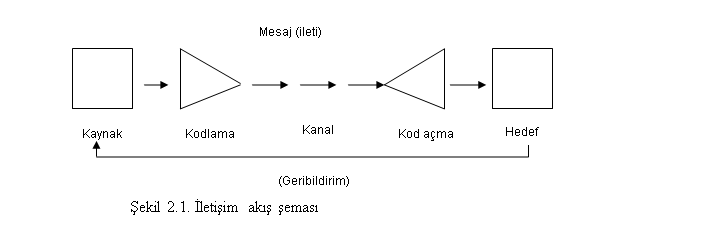 Mesaj (ileti)
Kaynak Kodlama Kanal Kod açma Hedef
(Geribildirim)
Şekil 2.1. İletişim akış şeması